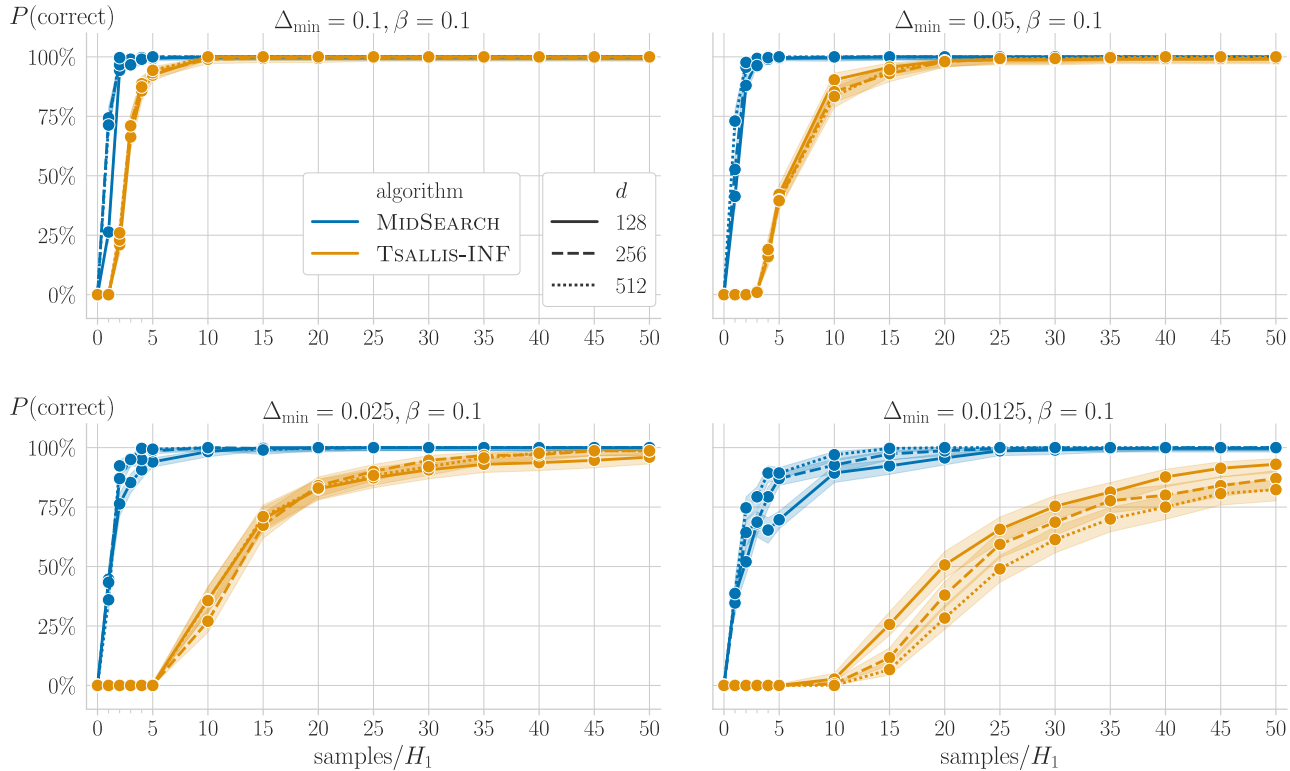 P(correct)
Δmin = 0.1, β = 0.1
Δmin = 0.05, β = 0.1
100%
75%
50%
25%
0%
algorithm
MIDSEARCH
TSALLIS-INF
d
128
256
512
0 5 10 15 20 25 30 35 40 45 50
0 5 10 15 20 25 30 35 40 45 50
P(correct)
Δmin = 0.025, β = 0.1
Δmin = 0.0125, β = 0.1
100%
75%
50%
25%
0%
0 5 10 15 20 25 30 35 40 45 50
0 5 10 15 20 25 30 35 40 45 50
samples/H1
samples/H1